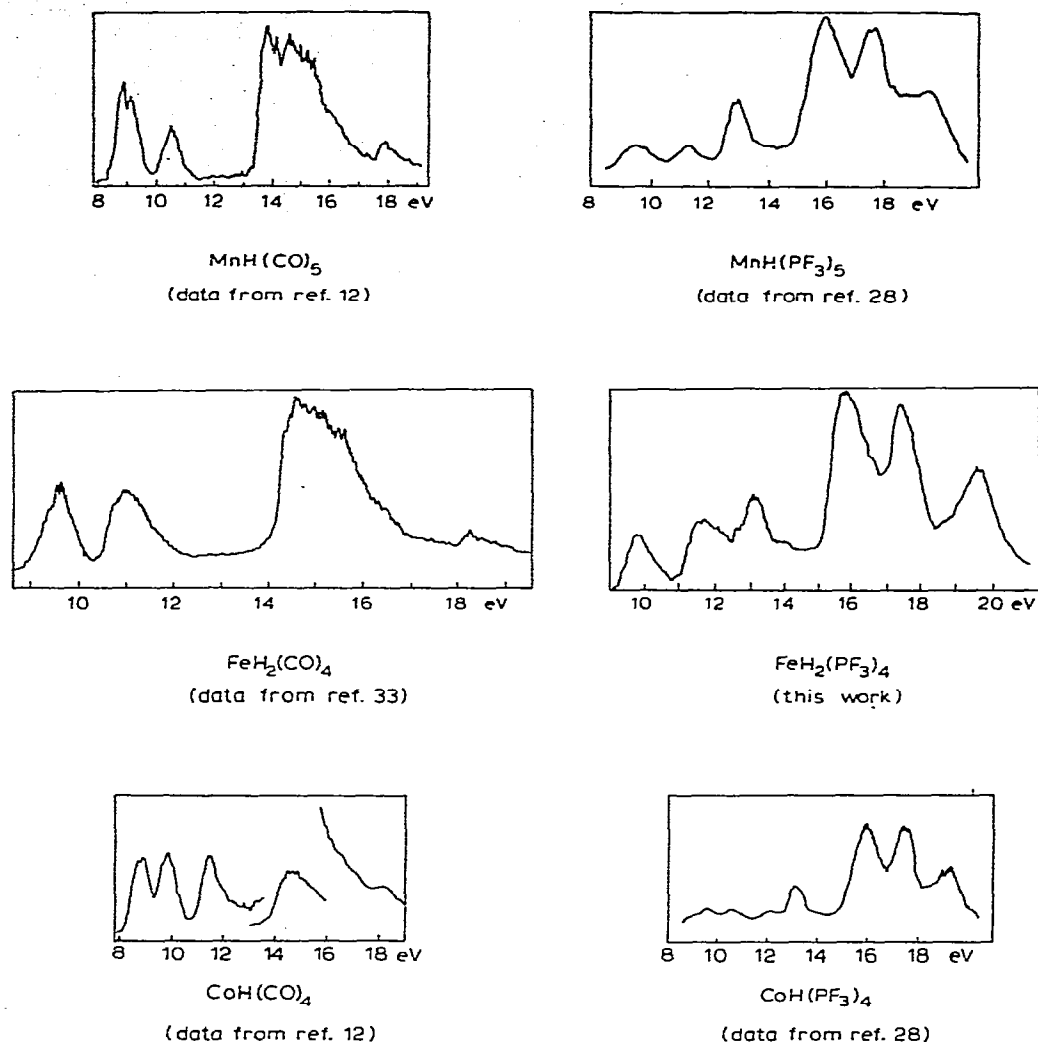 8 10 12 14 16 18 eV
8 10 12 14 16 18 eV
MnH(CO)₅
(data from ref. 12)
MnH(PF₃)₅
(data from ref. 28)
10 12 14 16 18 eV
10 12 14 16 18 20 eV
FeH₂(CO)₄
(data from ref. 33)
FeH₂(PF₃)₄
(this work)
8 10 12 14 16 18 eV
8 10 12 14 16 18 eV
CoH(CO)₄
(data from ref. 12)
CoH(PF₃)₄
(data from ref. 28)